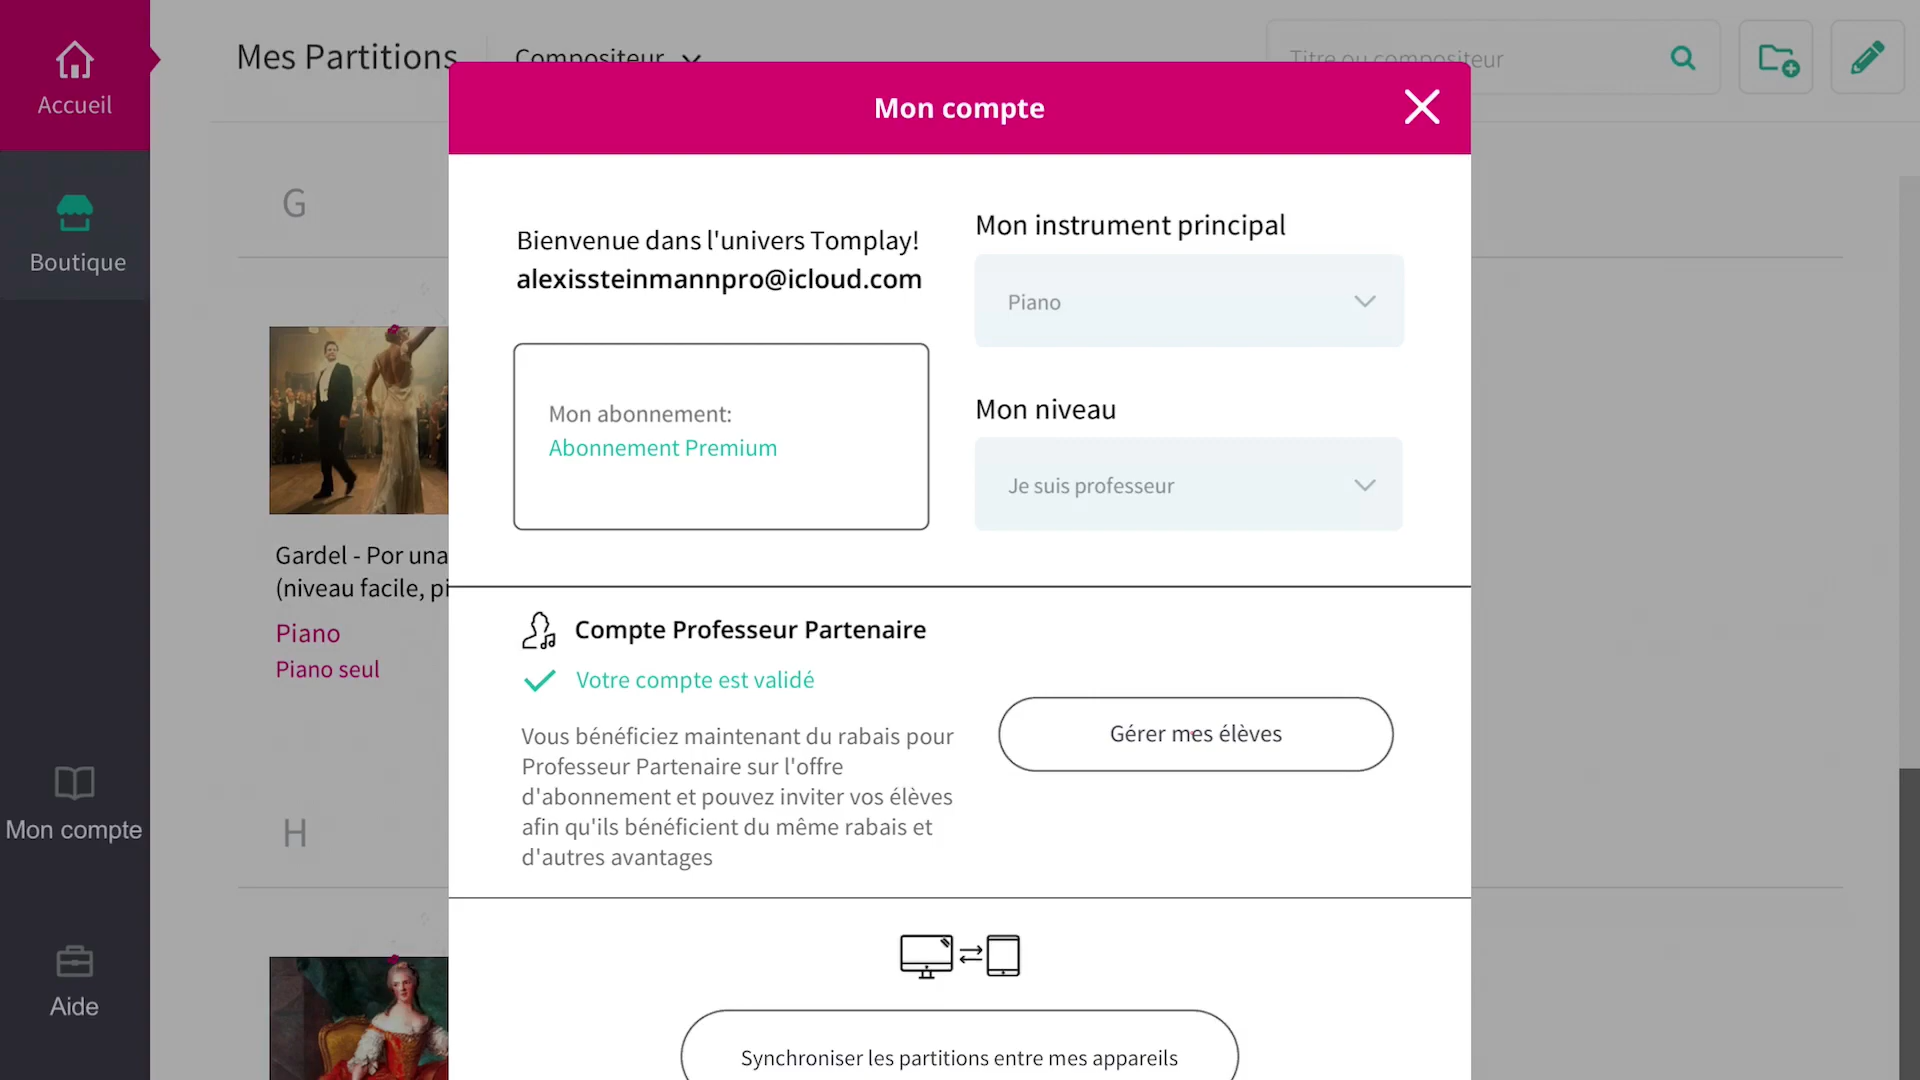 Accueil
Boutique
Mon compte
Aide
Mes Partitions
Compositeur
Titre ou compositeur
G
Gardel - Por una
(niveau facile, pi
Piano
Piano seul
H
Mon compte
Bienvenue dans l'univers Tomplay!
alexissteinmannpro@icloud.com
Mon abonnement:
Abonnement Premium
Mon instrument principal
Piano
Mon niveau
Je suis professeur
Compte Professeur Partenaire
Votre compte est validé
Vous bénéficiez maintenant du rabais pour
Professeur Partenaire sur l'offre
d'abonnement et pouvez inviter vos élèves
afin qu'ils bénéficient du même rabais et
d'autres avantages
Gérer mes élèves
Synchroniser les partitions entre mes appareils